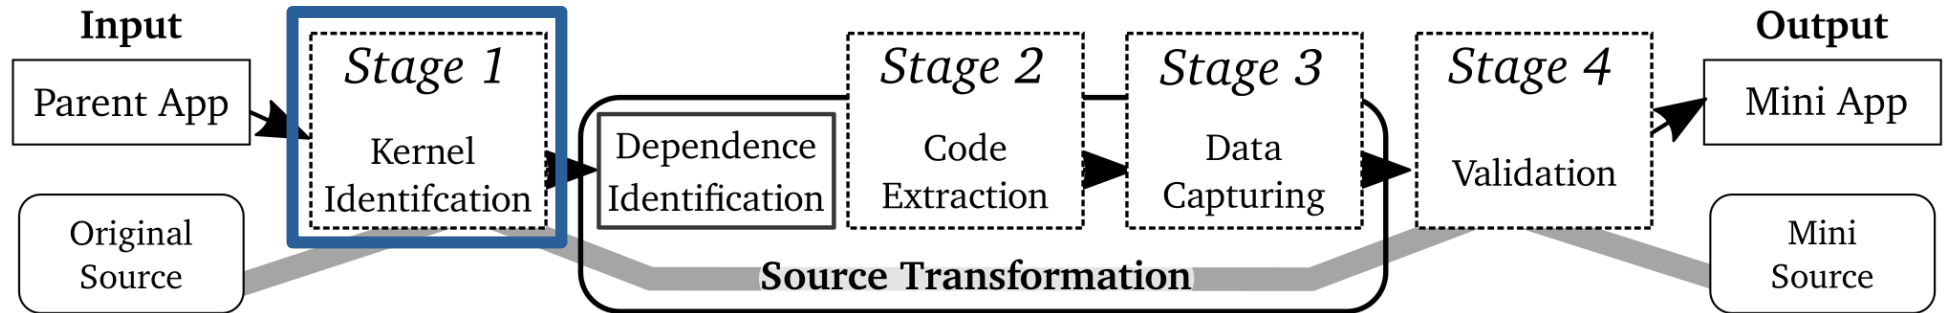 Input
Parent App
Original
Source
Stage 1
Kernel
Identifcation
Dependence
Identification
Stage 2
Code
Extraction
Stage 3
Data
Capturing
Source Transformation
Stage 4
Validation
Output
Mini App
Mini
Source